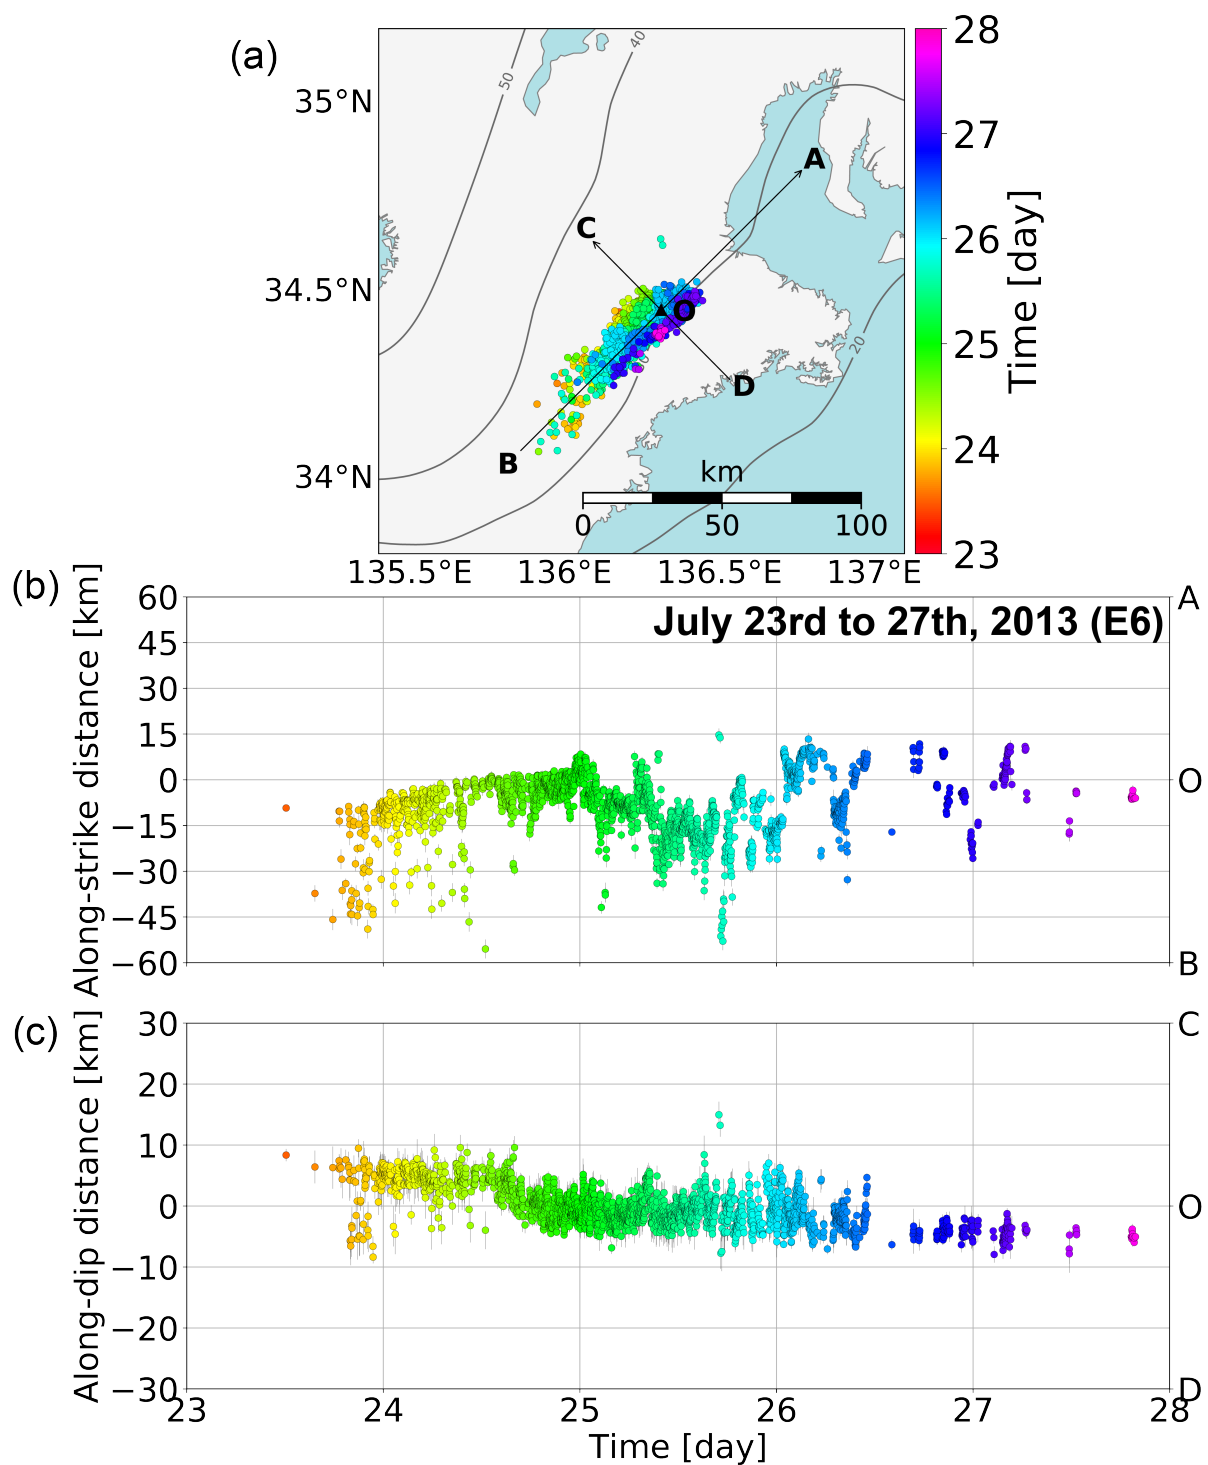 (a)
50
40
28
35°N
27
A
C
26
34.5°N
O
25
20
D
24
B
34°N
km
0 50 100
23
Time [day]
135.5°E 136°E 136.5°E 137°E
(b)
60
A
July 23rd to 27th, 2013 (E6)
45
30
15
0
O
−15
−30
−45
−60
B
Along-strike distance [km]
(c)
30
C
20
10
0
O
−10
−20
−30
D
Along-dip distance [km]
23 24 25 26 27 28
Time [day]